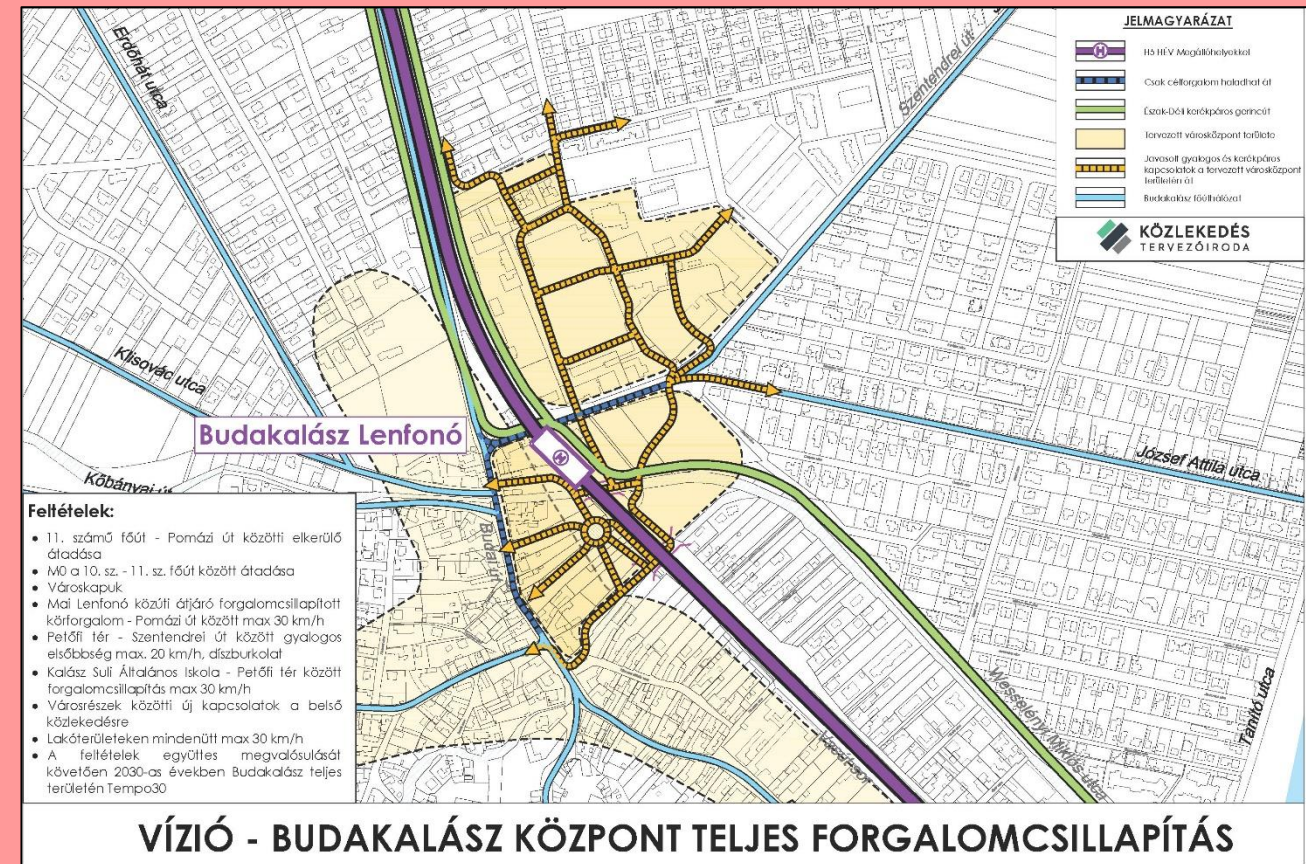 Erdőhát utca
Szentendrei út
JELMAGYARÁZAT
H5 HÉV Megállóhelyekkel
Csak célforgalom haladhat át
Észak-Déli kerékpáros gerincút
Tervezett városközpont területe
Javasolt gyalogos és kerékpáros
kapcsolatok a tervezett városközpont
területén át
Budakalász főúthálózat
KÖZLEKEDÉS
TERVEZŐIRODA
Klisovác utca
Budakalász Lenfonó
H
József Attila utca
Kőbányai
Budai út
Feltételek:
• 11. számú főút - Pomázi út közötti elkerülő
átadása
• M0 a 10. sz. - 11. sz. főút között átadása
• Városkapuk
• Mai Lenfonó közúti átjáró forgalomcsillapított
körforgalom - Pomázi út között max 30 km/h
• Petőfi tér - Szentendrei út között gyalogos
elsőbbség max. 20 km/h, díszburkolat
• Kalász Suli Általános Iskola - Petőfi tér között
forgalomcsillapítás max 30 km/h
• Városrészek közötti új kapcsolatok a belső
közlekedésre
• Lakóterületeken mindenütt max 30 km/h
• A feltételek együttes megvalósulását
követően 2030-as években Budakalász teljes
területén Tempo30
Wesselényi Miklós utca
Tanító utca
VÍZIÓ - BUDAKALÁSZ KÖZPONT TELJES FORGALOMCSILLAPÍTÁS